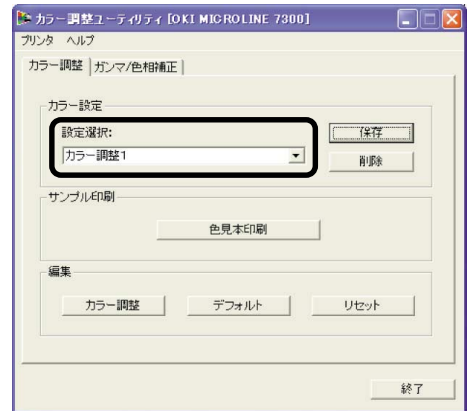 カラー調整ユーティリティ [OKI MICROLINE 7300]
プリンタ ヘルプ
カラー調整 ガンマ/色相補正
カラー設定
設定選択:
保存
カラー調整1
削除
サンプル印刷
色見本印刷
編集
カラー調整 デフォルト リセット
終了